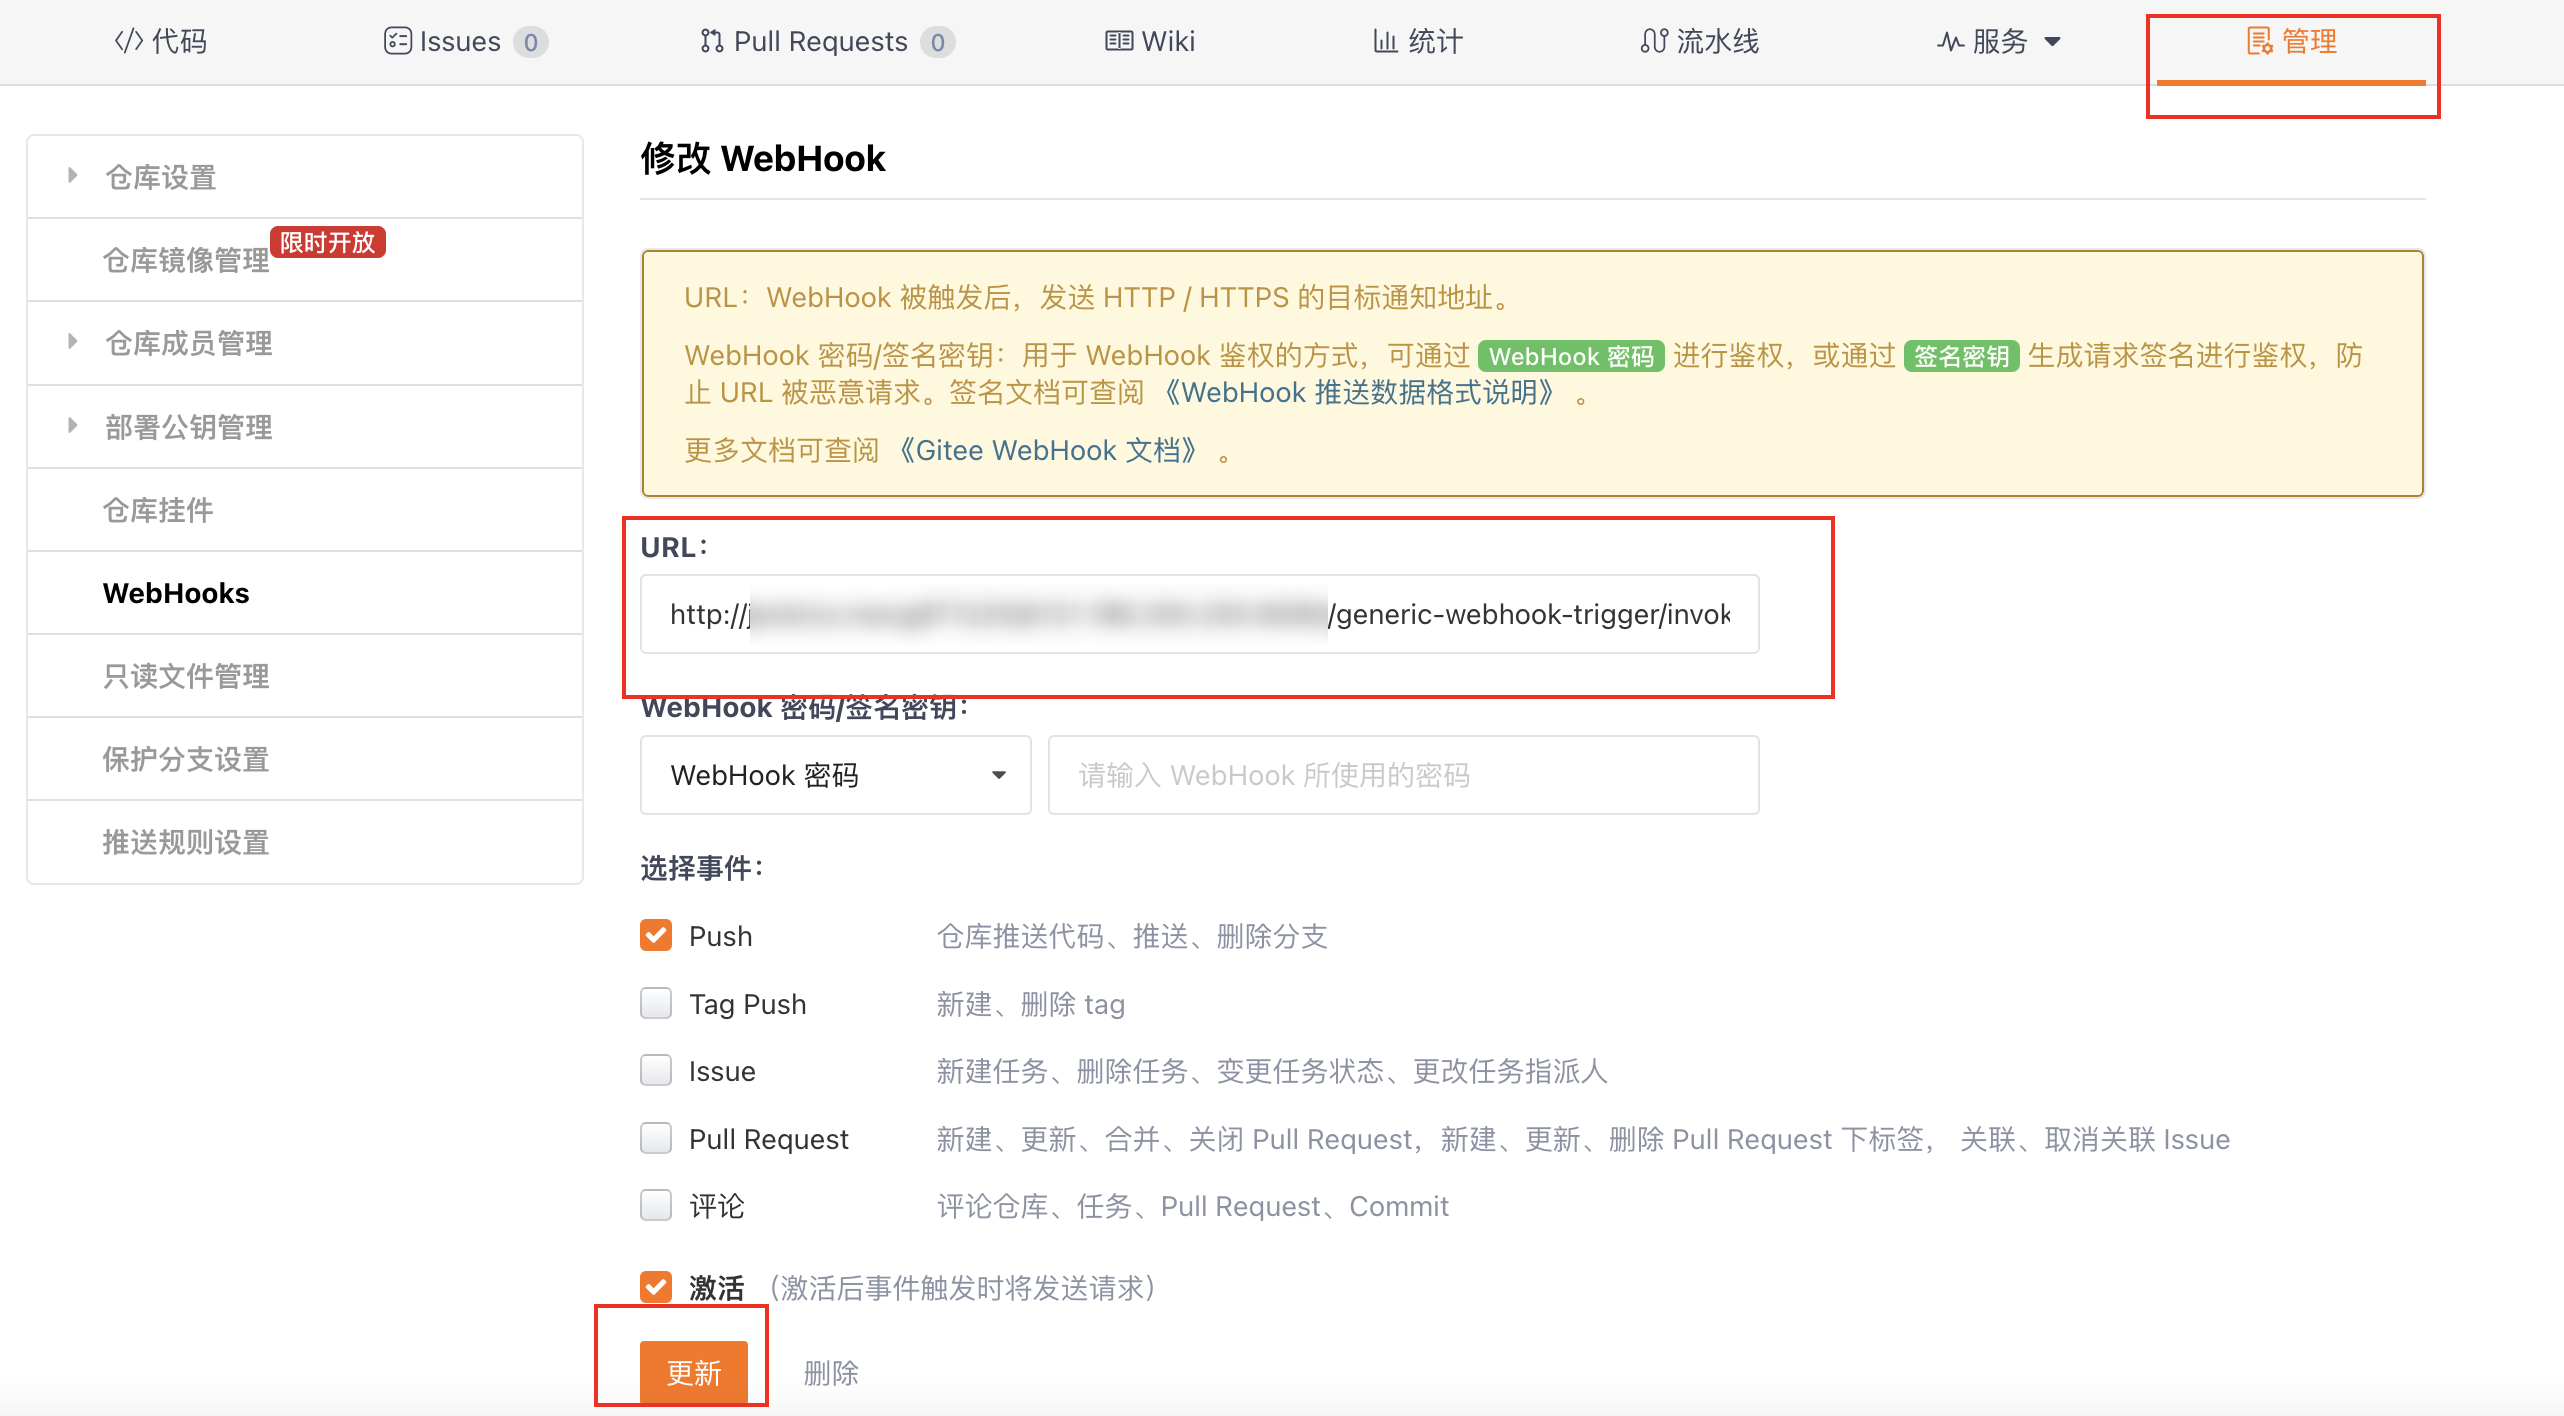 代码
Issues 0
Pull Requests 0
Wiki
统计
流水线
服务
管理
仓库设置
仓库镜像管理 限时开放
仓库成员管理
部署公钥管理
仓库挂件
WebHooks
只读文件管理
保护分支设置
推送规则设置
修改 WebHook
URL：WebHook 被触发后，发送 HTTP / HTTPS 的目标通知地址。
WebHook 密码/签名密钥：用于 WebHook 鉴权的方式，可通过 WebHook 密码 进行鉴权，或通过 签名密钥 生成请求签名进行鉴权，防
止 URL 被恶意请求。签名文档可查阅 《WebHook 推送数据格式说明》 。
更多文档可查阅 《Gitee WebHook 文档》 。
URL：
http://j /generic-webhook-trigger/invok
WebHook 密码/签名密钥：
WebHook 密码
请输入 WebHook 所使用的密码
选择事件：
Push 仓库推送代码、推送、删除分支
Tag Push 新建、删除 tag
Issue 新建任务、删除任务、变更任务状态、更改任务指派人
Pull Request 新建、更新、合并、关闭 Pull Request，新建、更新、删除 Pull Request 下标签， 关联、取消关联 Issue
评论 评论仓库、任务、Pull Request、Commit
激活 （激活后事件触发时将发送请求）
更新 删除